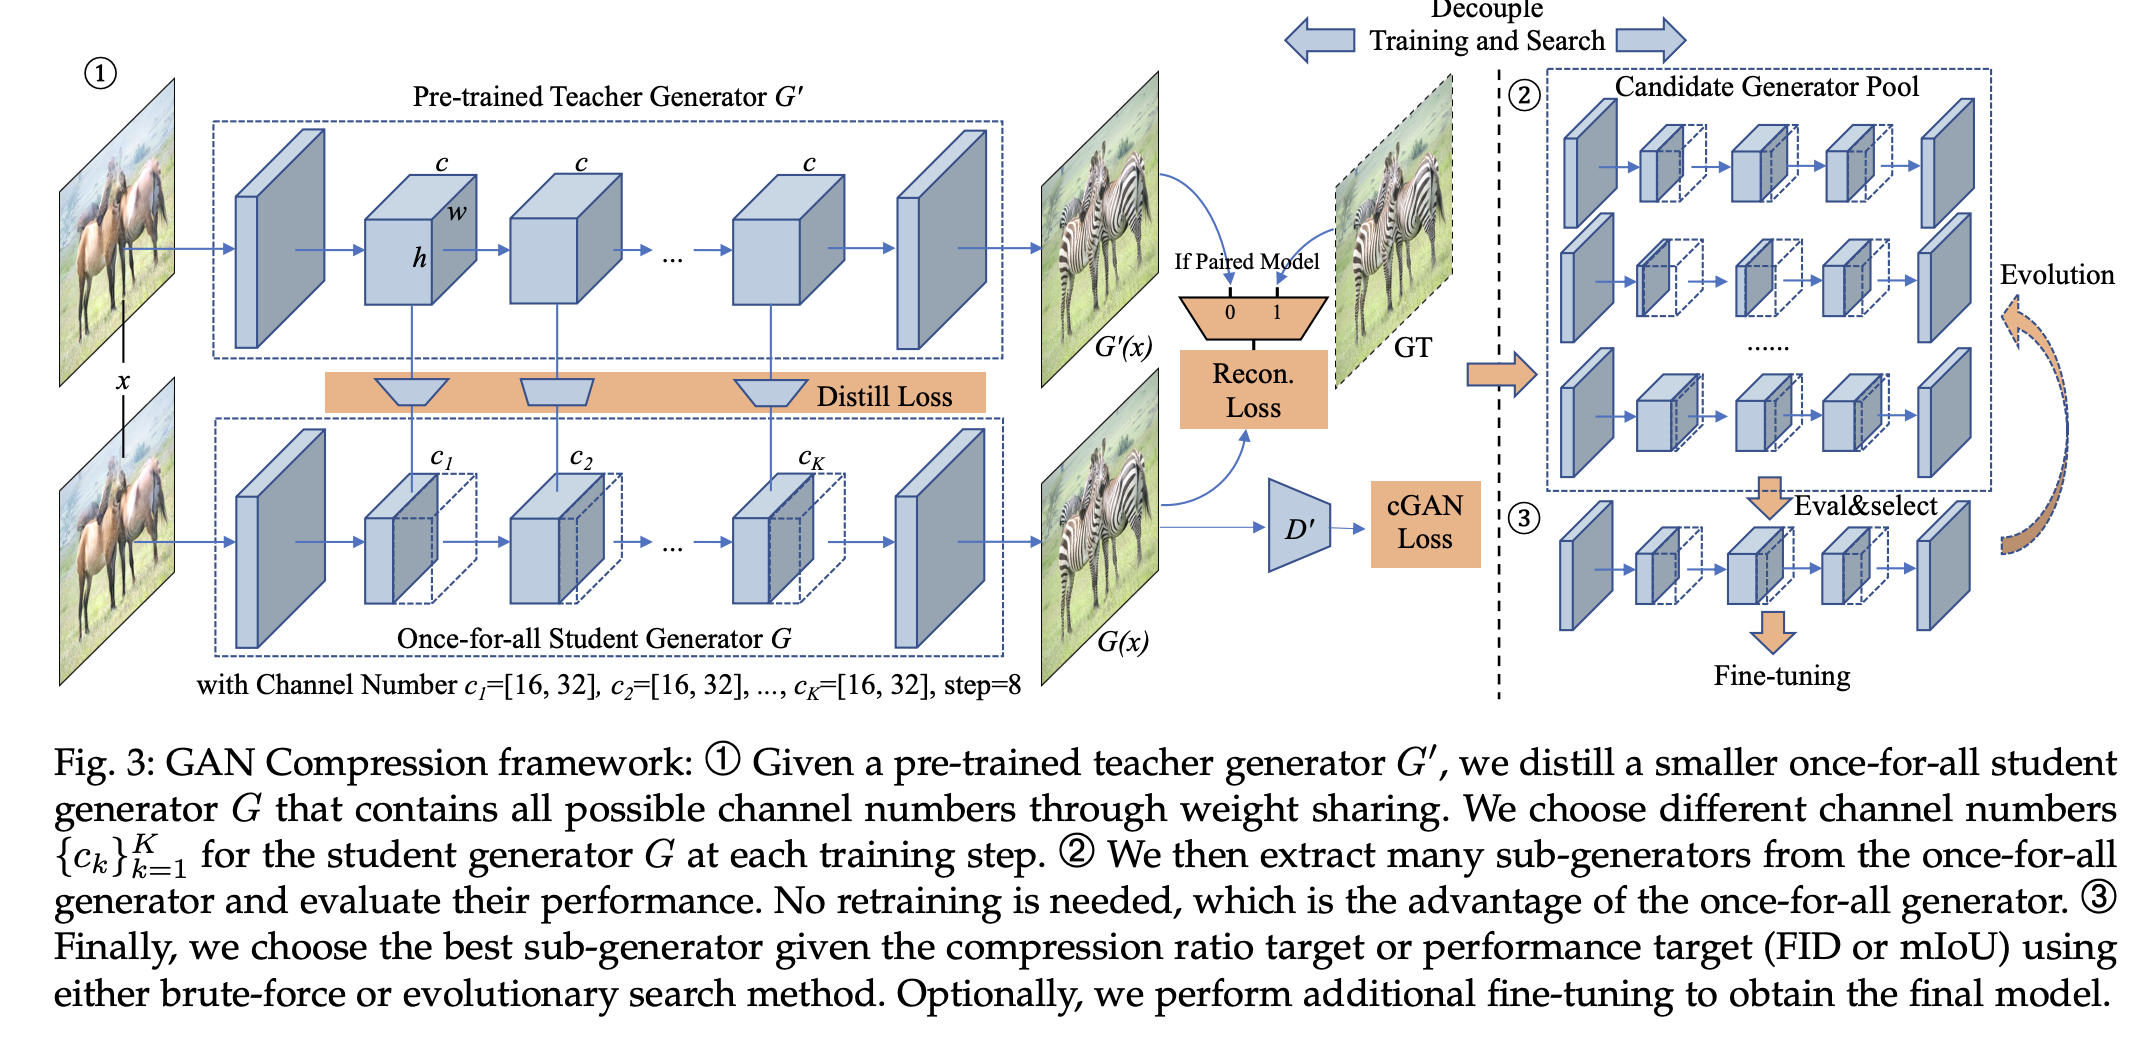 Decouple
Training and Search
①
Pre-trained Teacher Generator G′
c
c
c
w
h
...
G′(x)
If Paired Model
0
1
GT
Recon.
Loss
x
Distill Loss
c₁
c₂
c_K
...
Once-for-all Student Generator G
with Channel Number c₁=[16, 32], c₂=[16, 32], ..., c_K=[16, 32], step=8
G(x)
D′
cGAN
Loss
②
Candidate Generator Pool
......
Evolution
③
Eval&select
Fine-tuning
Fig. 3: GAN Compression framework: ① Given a pre-trained teacher generator G′, we distill a smaller once-for-all student
generator G that contains all possible channel numbers through weight sharing. We choose different channel numbers
{c_k}_{k=1}^K for the student generator G at each training step. ② We then extract many sub-generators from the once-for-all
generator and evaluate their performance. No retraining is needed, which is the advantage of the once-for-all generator. ③
Finally, we choose the best sub-generator given the compression ratio target or performance target (FID or mIoU) using
either brute-force or evolutionary search method. Optionally, we perform additional fine-tuning to obtain the final model.